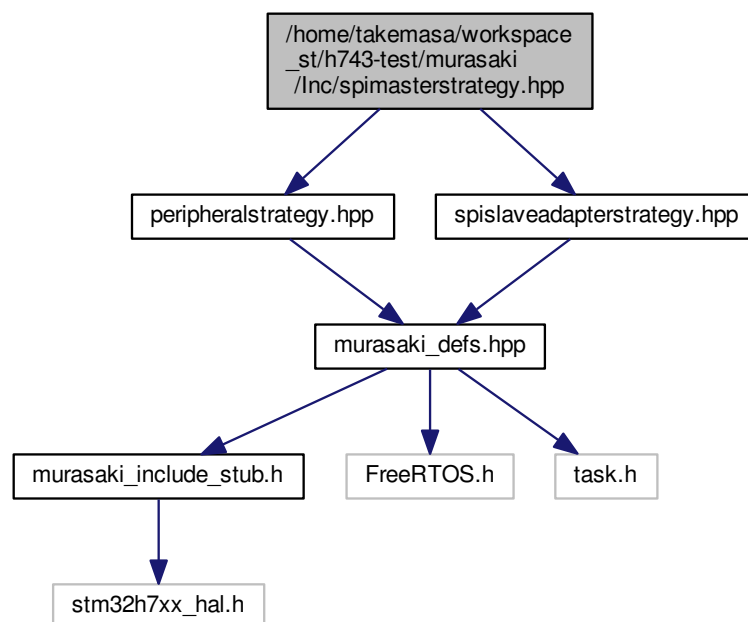 /home/takemasa/workspace
_st/h743-test/murasaki
/Inc/spimasterstrategy.hpp
peripheralstrategy.hpp
spislaveadapterstrategy.hpp
murasaki_defs.hpp
murasaki_include_stub.h
FreeRTOS.h
task.h
stm32h7xx_hal.h